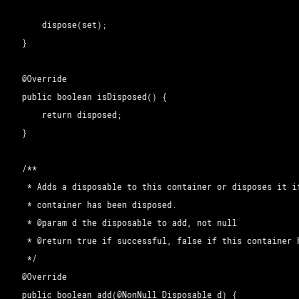 dispose(set);
}
@Override
public boolean isDisposed() {
return disposed;
}
/**
* Adds a disposable to this container or disposes it if
* container has been disposed.
* @param d the disposable to add, not null
* @return true if successful, false if this container
*/
@Override
public boolean add(@NonNull Disposable d) {